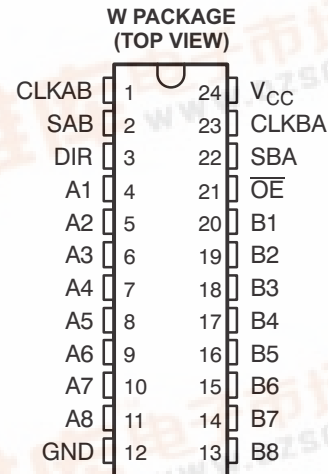 W PACKAGE
(TOP VIEW)
CLKAB 1 24 VCC
SAB 2 23 CLKBA
DIR 3 22 SBA
A1 4 21 OE
A2 5 20 B1
A3 6 19 B2
A4 7 18 B3
A5 8 17 B4
A6 9 16 B5
A7 10 15 B6
A8 11 14 B7
GND 12 13 B8